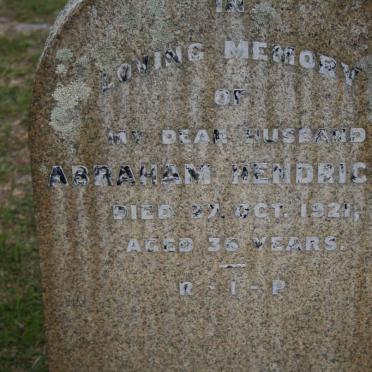 IN
LOVING MEMORY
OF
MY DEAR HUSBAND
ABRAHAM HENDRIC
DIED 27. OCT. 1921,
AGED 36 YEARS.
R - I - P